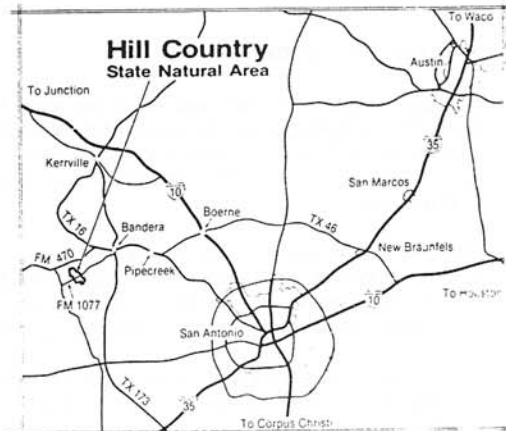 To Waco
Hill Country
State Natural Area
Austin
To Junction
35
Kerrville
San Marcos
10
TX 16
Boerne
TX 46
Bandera
FM 470
Pipecreek
New Braunfels
FM 1077
10
To Houston
San Antonio
TX 173
35
To Corpus Christi